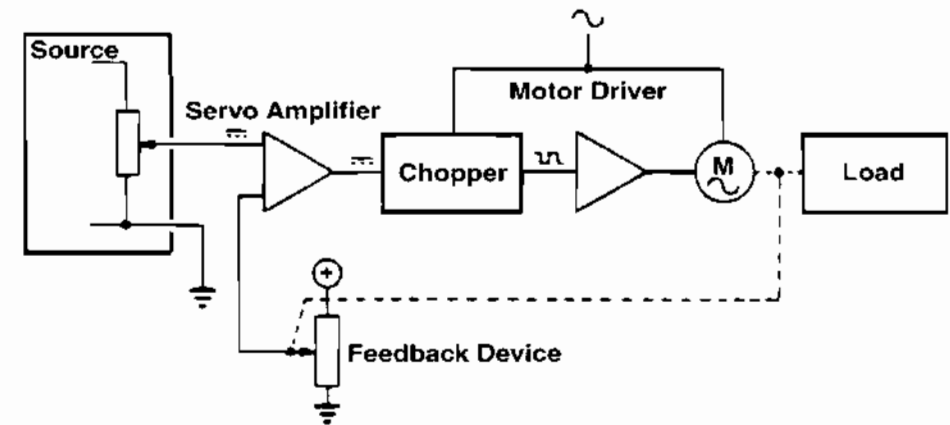 Source
Servo Amplifier
Motor Driver
Chopper
M
Load
+
Feedback Device